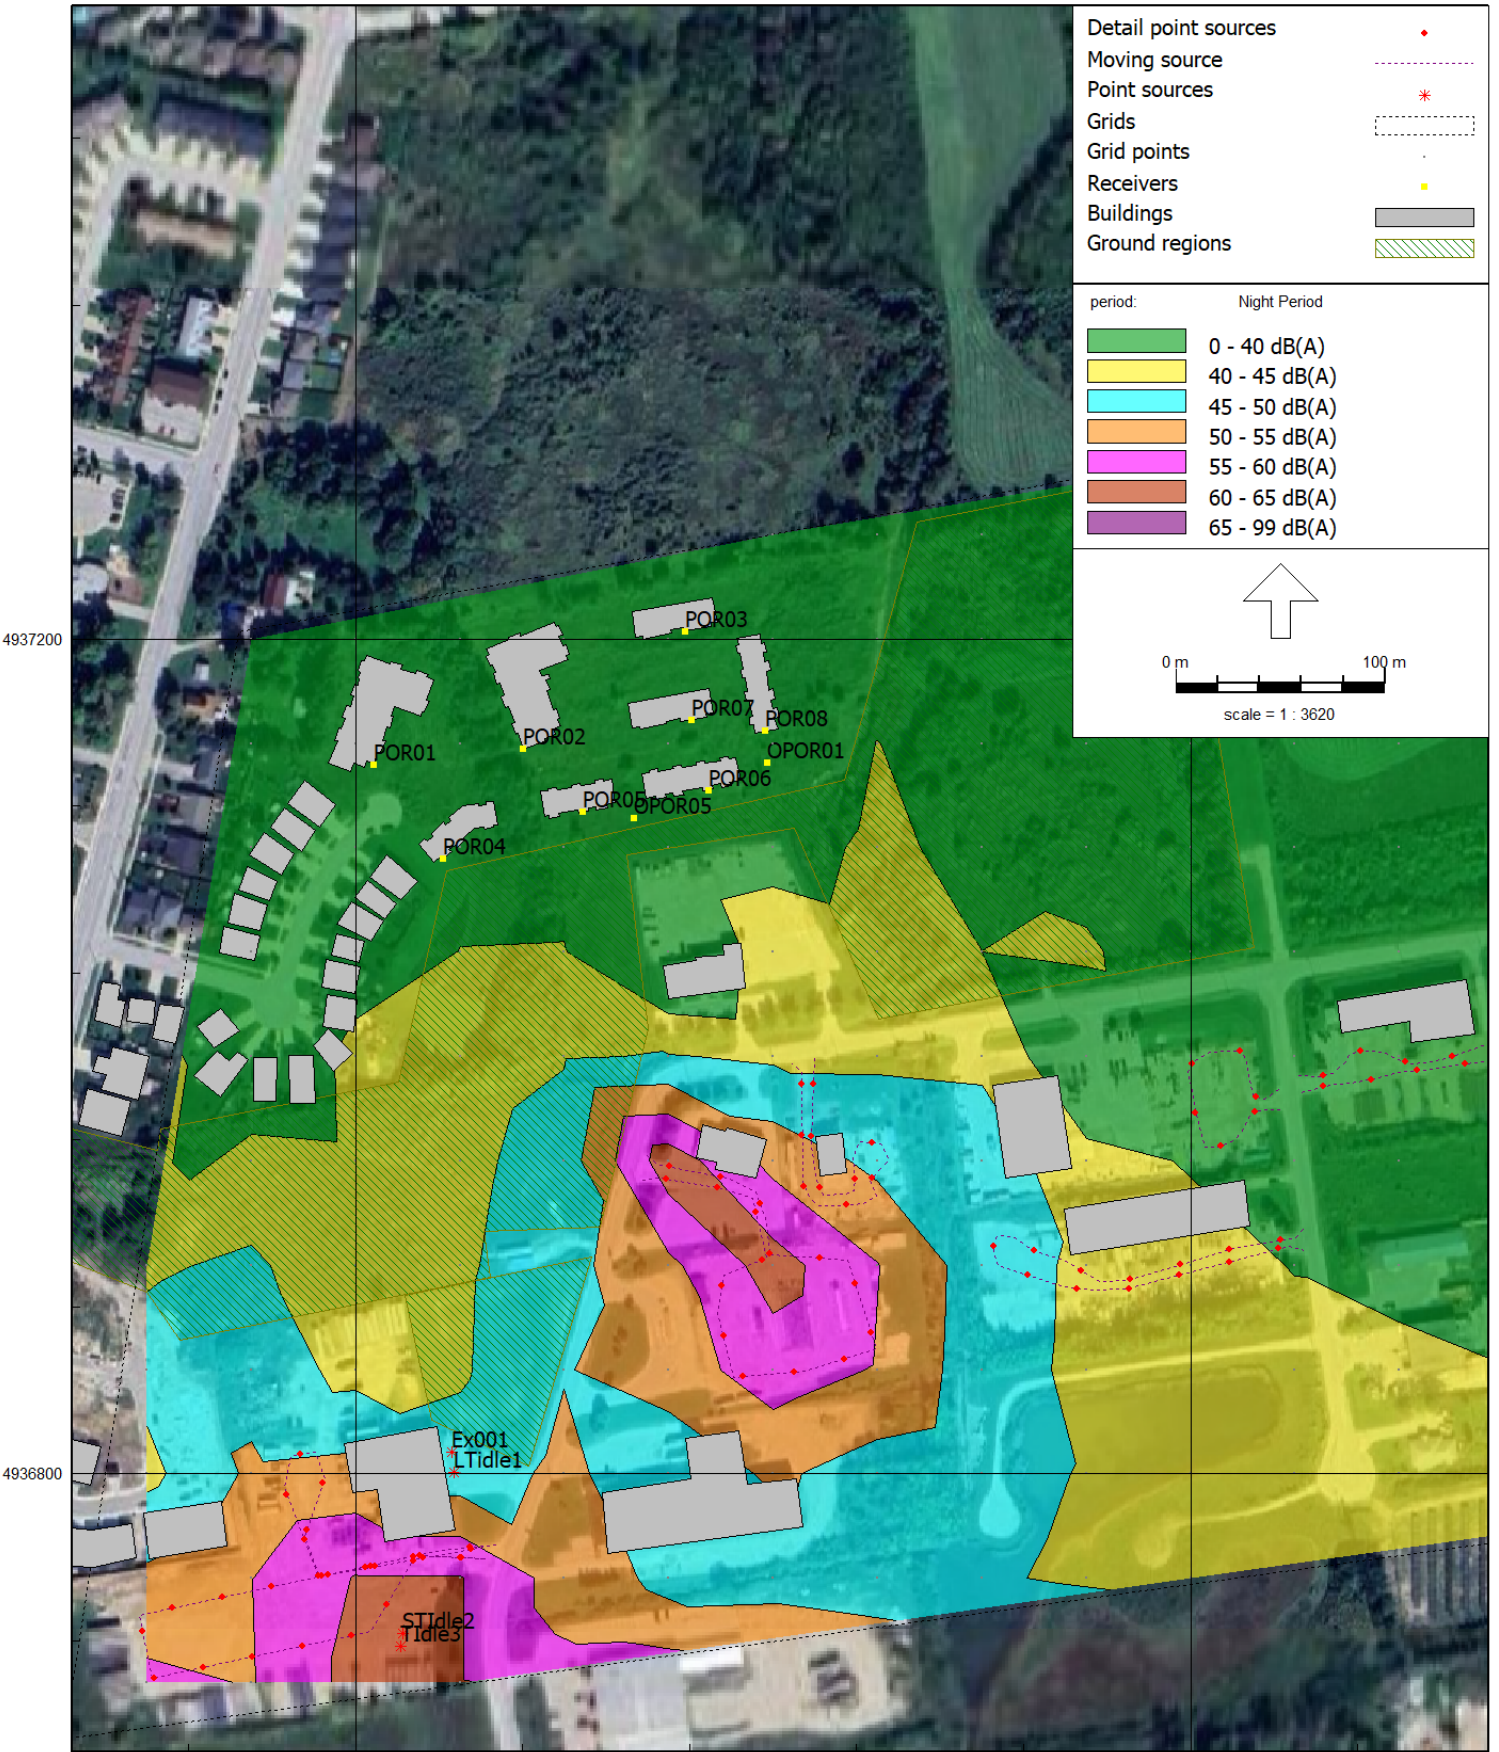 Detail point sources
Moving source
Point sources
Grids
Grid points
Receivers
Buildings
Ground regions
period: Night Period
0 - 40 dB(A)
40 - 45 dB(A)
45 - 50 dB(A)
50 - 55 dB(A)
55 - 60 dB(A)
60 - 65 dB(A)
65 - 99 dB(A)
0 m 100 m
scale = 1 : 3620
4937200
POR03
POR07
POR08
POR02
POR01
OPOR01
POR06
POR05
OPOR05
POR04
Ex001
LTidle1
4936800
STIdle2
TIdle3